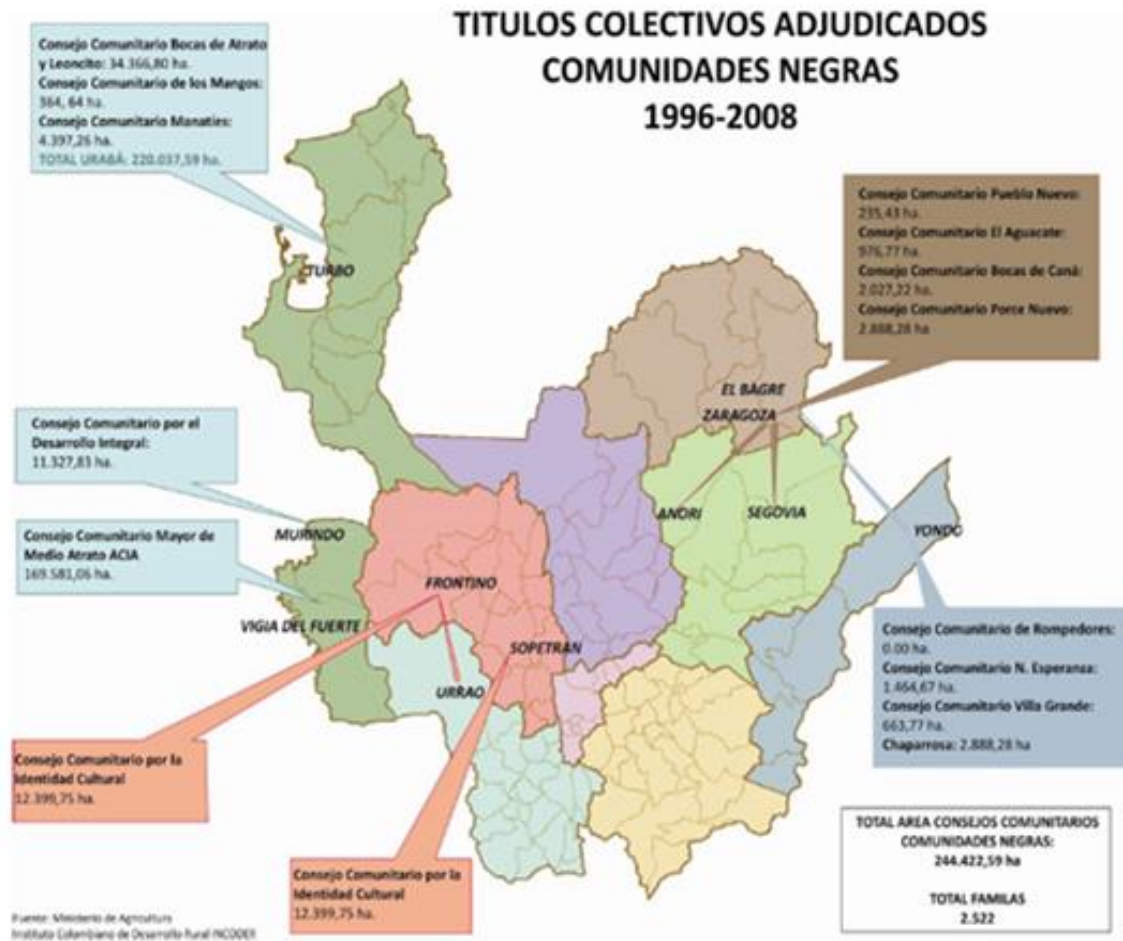 TITULOS COLECTIVOS ADJUDICADOS
COMUNIDADES NEGRAS
1996-2008
Consejo Comunitario Bocas de Atrato
y Leoncito: 34.366,80 ha.
Consejo Comunitario de los Mangos:
364, 64 ha.
Consejo Comunitario Manaties:
4.397,26 ha.
TOTAL URABÁ: 220.037,59 ha.
Consejo Comunitario Pueblo Nuevo:
235,43 ha.
Consejo Comunitario El Aguacate:
976,77 ha.
Consejo Comunitario Bocas de Caná:
2.027,22 ha.
Consejo Comunitario Porce Nuevo:
2.888,28 ha
TURBO
EL BAGRE
ZARAGOZA
Consejo Comunitario por el
Desarrollo Integral:
11.327,83 ha.
ANORI
SEGOVIA
YONDO
MURINDO
Consejo Comunitario Mayor de
Medio Atrato ACIA
169.581,06 ha.
FRONTINO
VIGIA DEL FUERTE
SOPETRAN
URRAO
Consejo Comunitario de Rompedores:
0.00 ha.
Consejo Comunitario N. Esperanza:
1.464,67 ha.
Consejo Comunitario Villa Grande:
663,77 ha.
Chaparrosa: 2.888,28 ha
Consejo Comunitario por la
Identidad Cultural
12.399,75 ha.
Consejo Comunitario por la
Identidad Cultural
12.399,75 ha.
TOTAL AREA CONSEJOS COMUNITARIOS
COMUNIDADES NEGRAS:
244.422,59 ha
TOTAL FAMILAS
2.522
Fuente: Ministerio de Agricultura
Instituto Colombiano de Desarrollo Rural INCODER